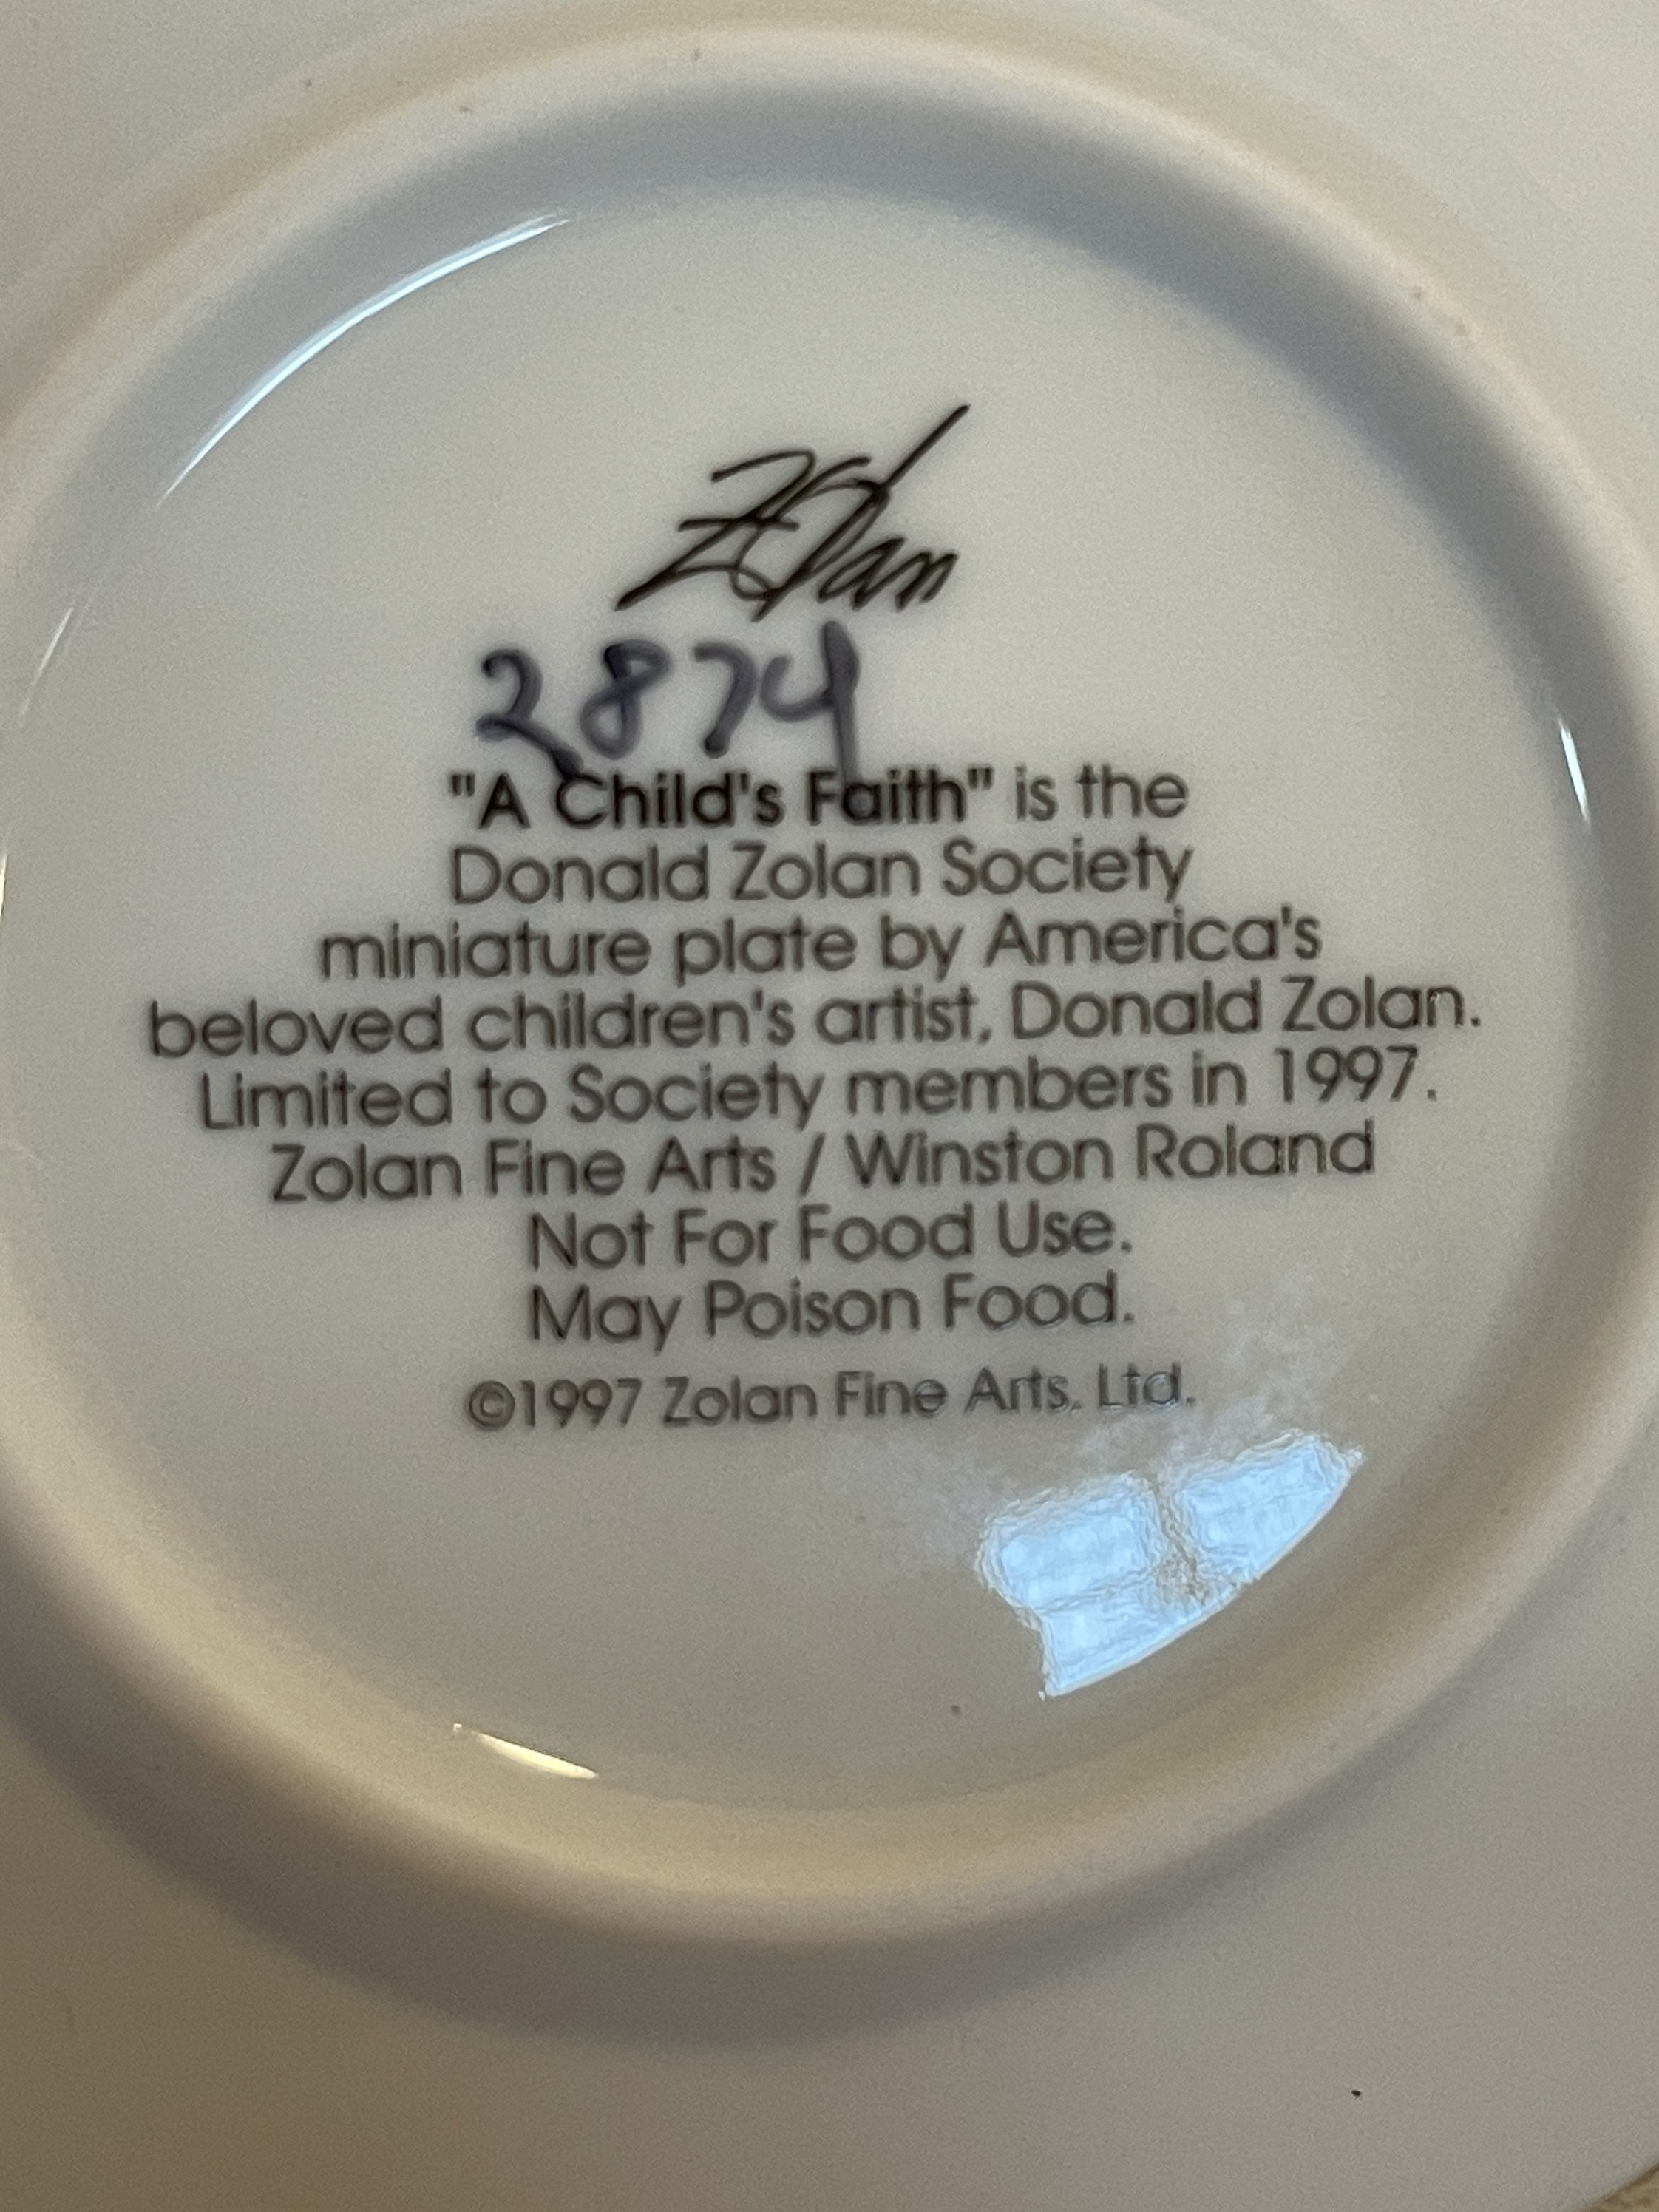 Zolan
2874
"A Child's Faith" is the
Donald Zolan Society
miniature plate by America's
beloved children's artist, Donald Zolan.
Limited to Society members in 1997.
Zolan Fine Arts / Winston Roland
Not For Food Use.
May Poison Food.
©1997 Zolan Fine Arts, Ltd.